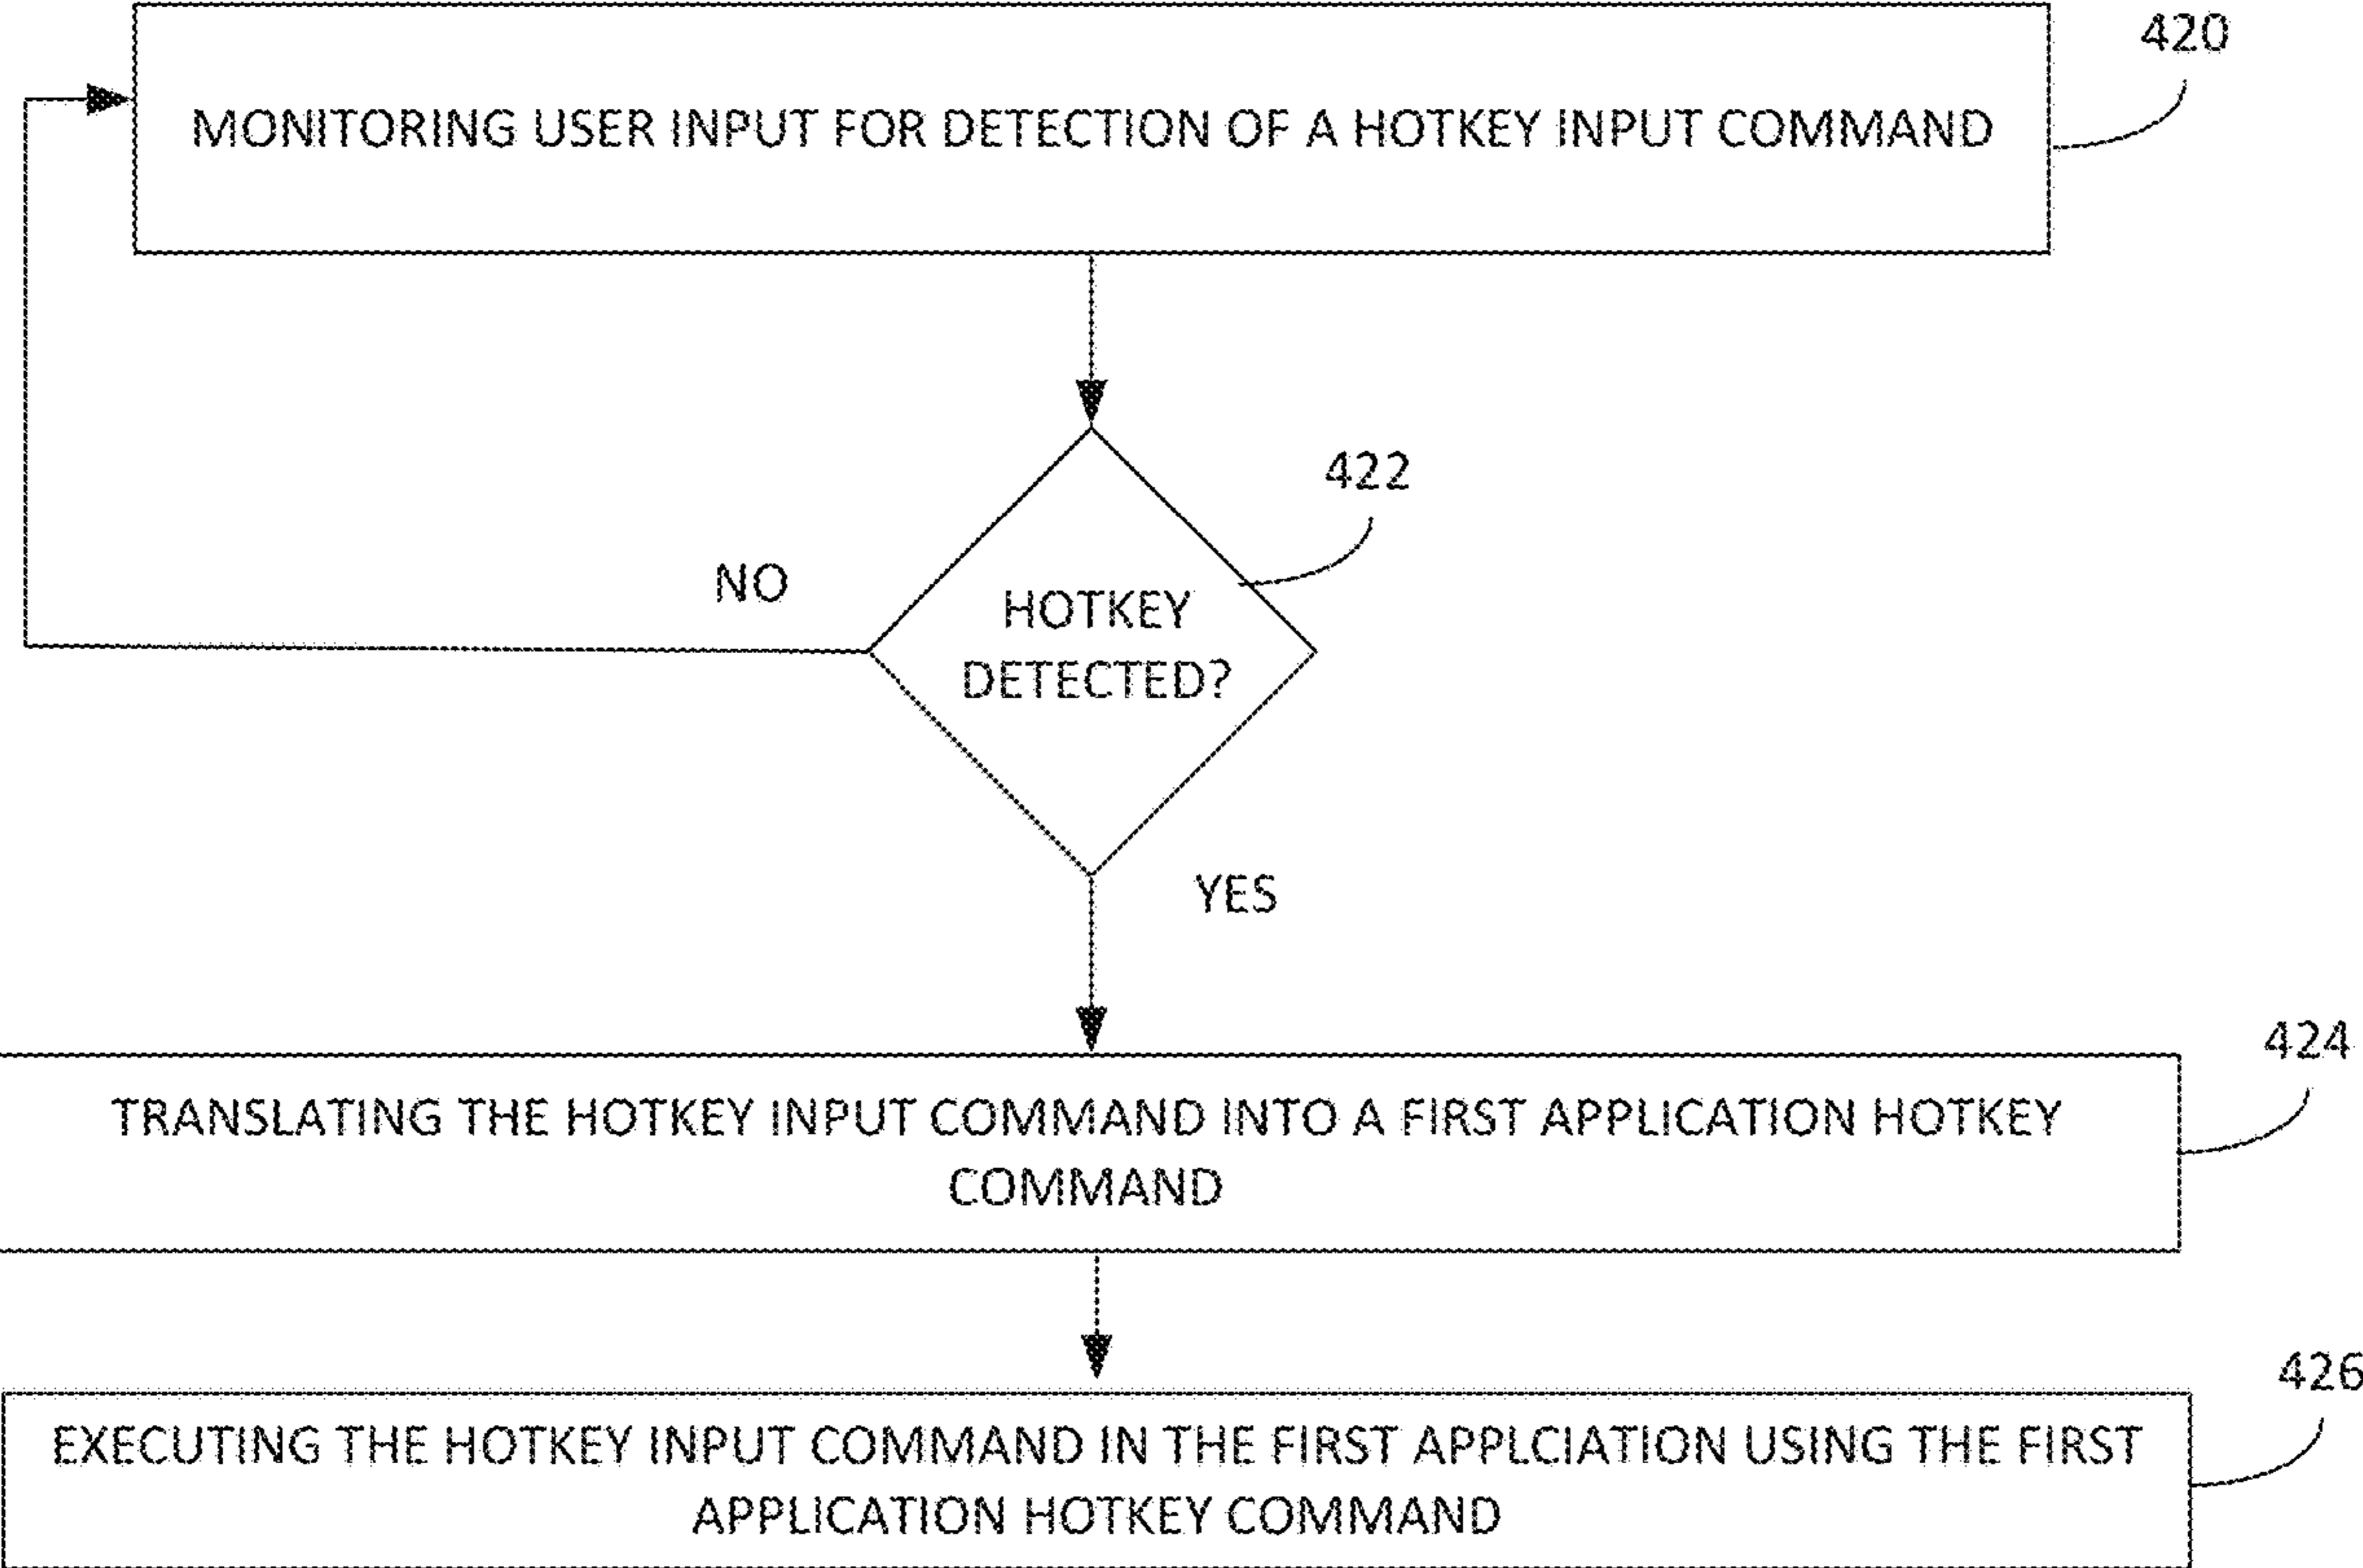 420
MONITORING USER INPUT FOR DETECTION OF A HOTKEY INPUT COMMAND
422
NO
HOTKEY
DETECTED?
YES
424
TRANSLATING THE HOTKEY INPUT COMMAND INTO A FIRST APPLICATION HOTKEY
COMMAND
426
EXECUTING THE HOTKEY INPUT COMMAND IN THE FIRST APPLCIATION USING THE FIRST
APPLICATION HOTKEY COMMAND